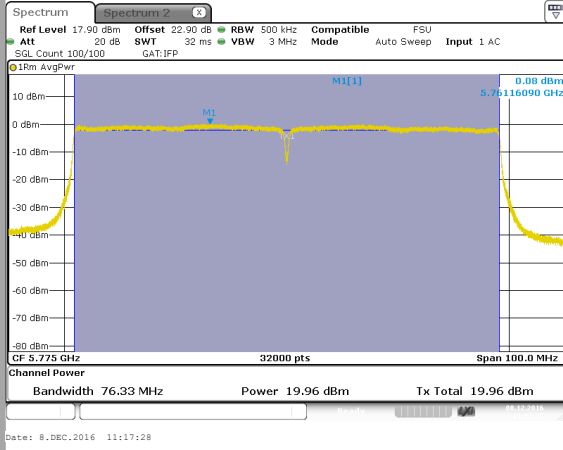 Spectrum Spectrum 2 X
Ref Level 17.90 dBm Offset 22.90 dB RBW 500 kHz Compatible FSU
Att 20 dB SWT 32 ms VBW 3 MHz Mode Auto Sweep Input 1 AC
SGL Count 100/100 GAT:IFP
1Rm AvgPwr
M1[1] 0.08 dBm
5.76116090 GHz
10 dBm
M1
0 dBm
-10 dBm
-20 dBm
-30 dBm
-40 dBm
-50 dBm
-60 dBm
-70 dBm
-80 dBm
CF 5.775 GHz 32000 pts Span 100.0 MHz
Channel Power
Bandwidth 76.33 MHz Power 19.96 dBm Tx Total 19.96 dBm
Ready 08.12.2016
Date: 8.DEC.2016 11:17:28